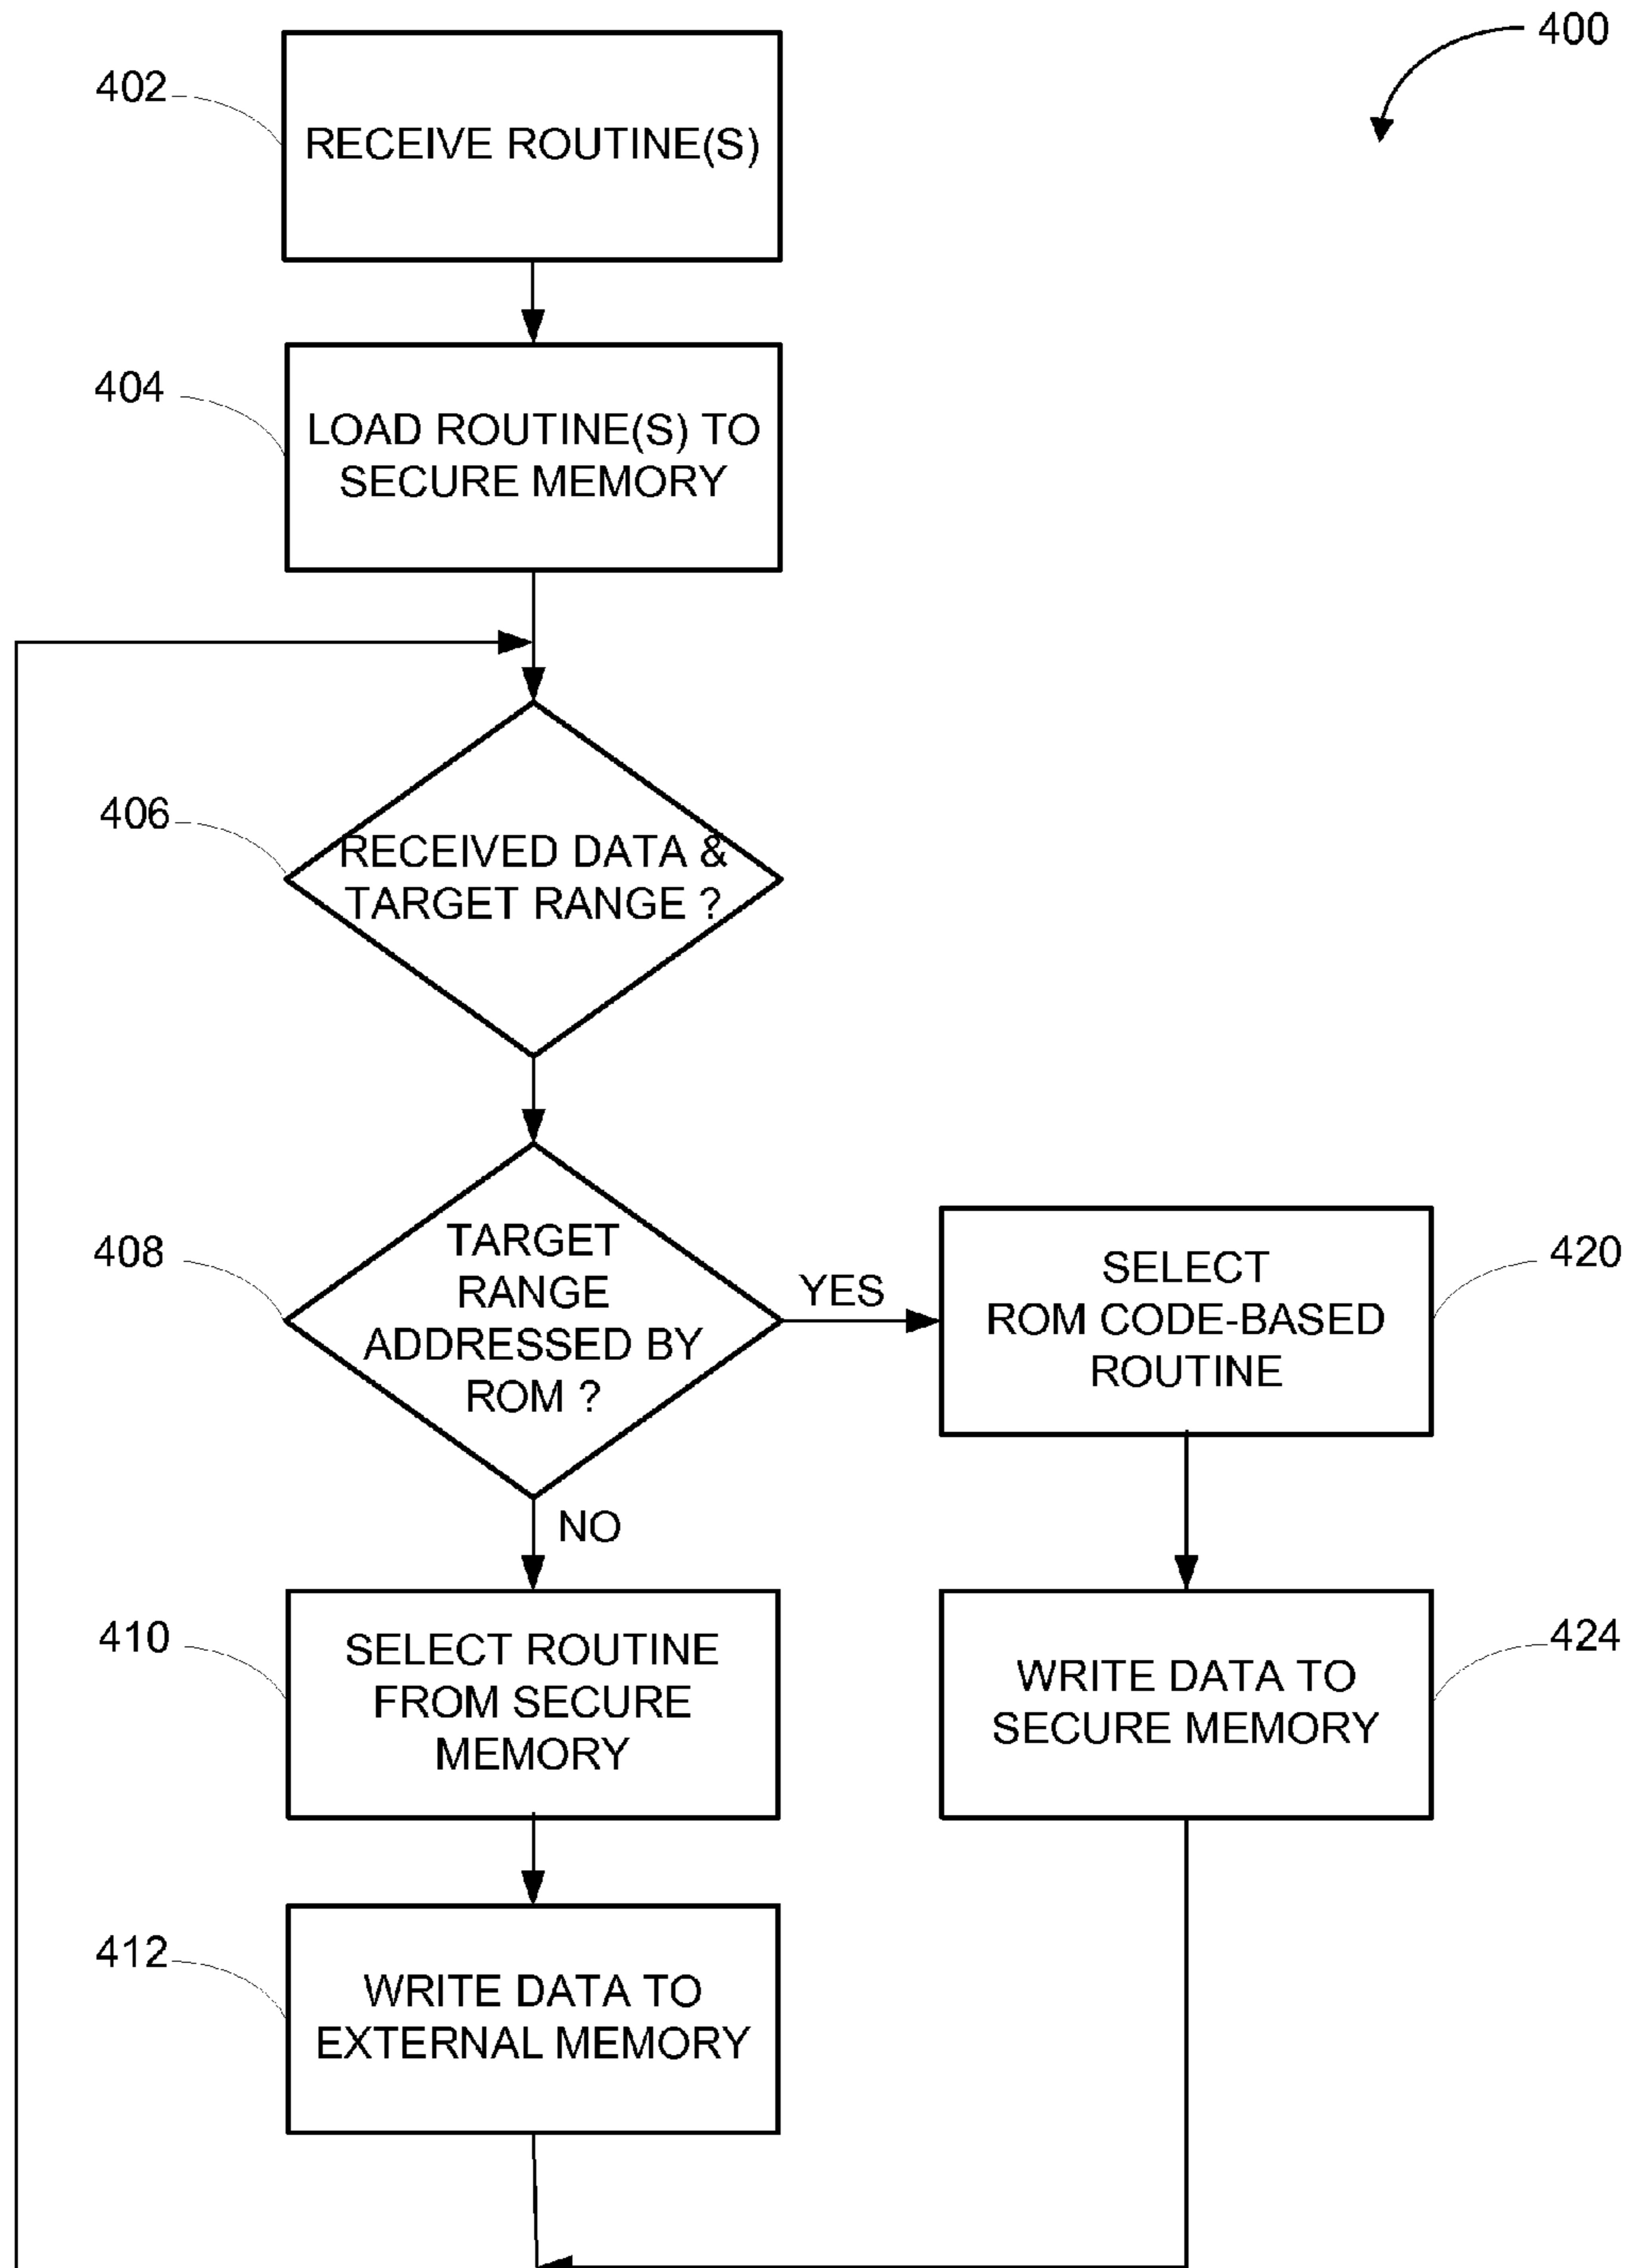 400
402
RECEIVE ROUTINE(S)
404
LOAD ROUTINE(S) TO
SECURE MEMORY
406
RECEIVED DATA &
TARGET RANGE ?
408
TARGET
RANGE
ADDRESSED BY
ROM ?
YES
NO
420
SELECT
ROM CODE-BASED
ROUTINE
410
SELECT ROUTINE
FROM SECURE
MEMORY
424
WRITE DATA TO
SECURE MEMORY
412
WRITE DATA TO
EXTERNAL MEMORY